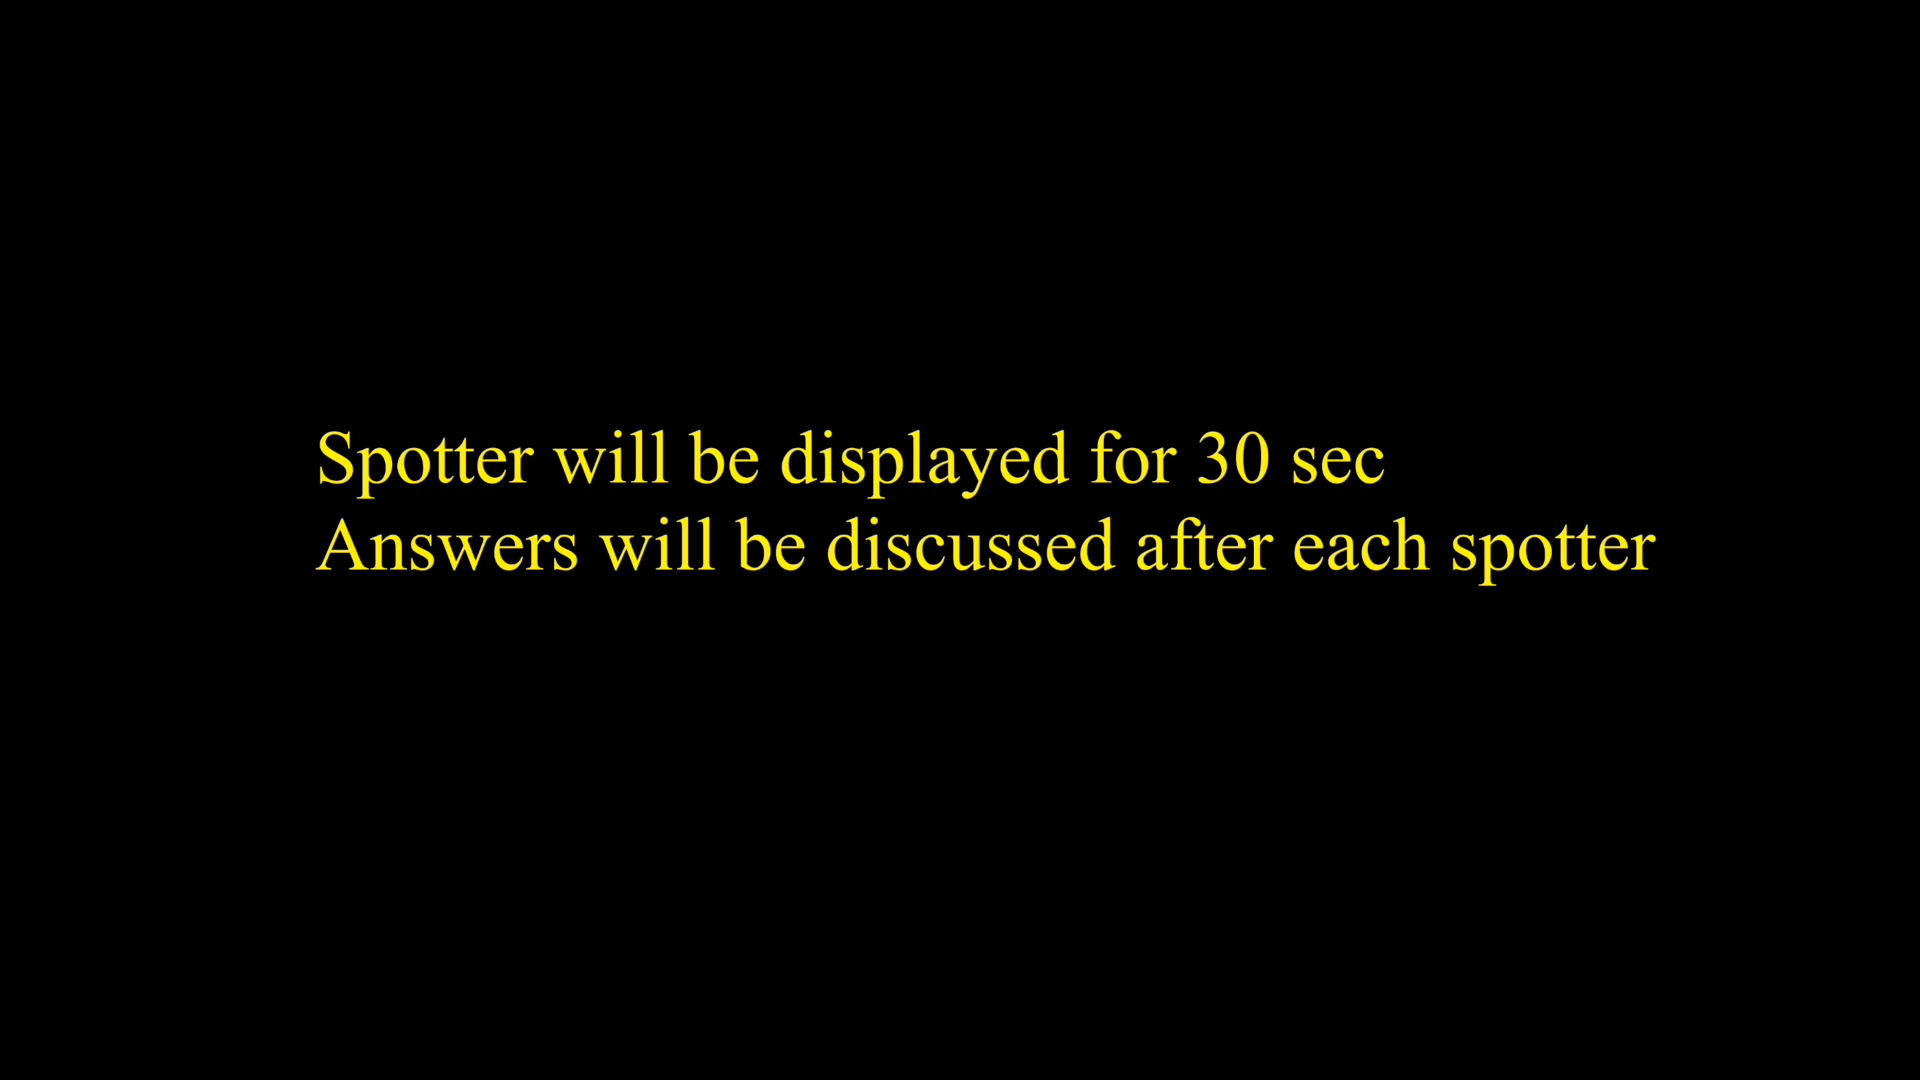 Spotter will be displayed for 30 sec
Answers will be discussed after each spotter